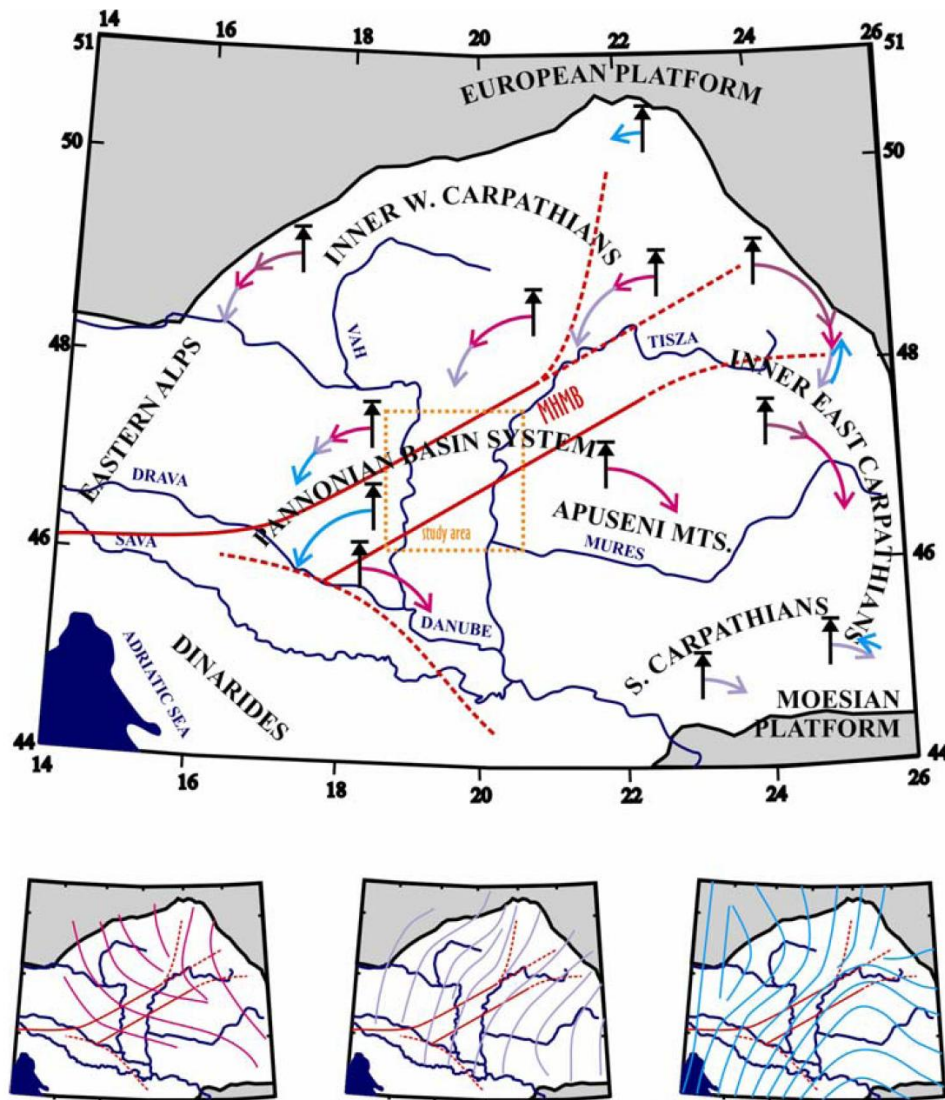 14
16
18
20
22
24
26
51
51
EUROPEAN PLATFORM
50
50
INNER W. CARPATHIANS
48
48
VAH
TISZA
EASTERN ALPS
MHMB
INNER EAST CARPATHIANS
PANNONIAN BASIN SYSTEM
DRAVA
study area
APUSENI MTS.
46
46
SAVA
MURES
DANUBE
S. CARPATHIANS
ADRIATIC SEA
DINARIDES
MOESIAN
PLATFORM
44
44
14
16
18
20
22
24
26